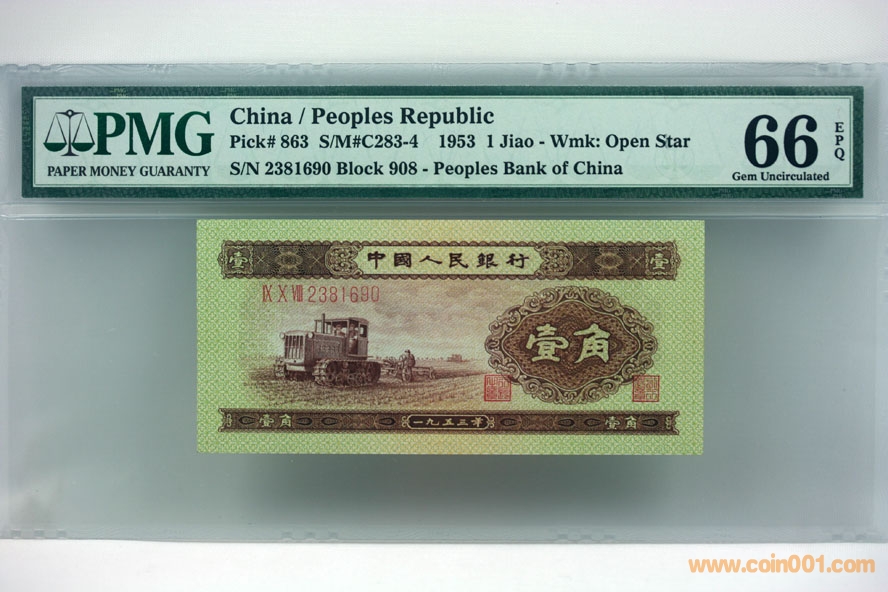 PMG
PAPER MONEY GUARANTY
China / Peoples Republic
Pick# 863 S/M#C283-4 1953 1 Jiao - Wmk: Open Star
S/N 2381690 Block 908 - Peoples Bank of China
66 EPQ
Gem Uncirculated
壹 中國人民銀行 壹
IX X VIII 2381690
壹角
壹角 一九五三年 壹角
www.coin001.com